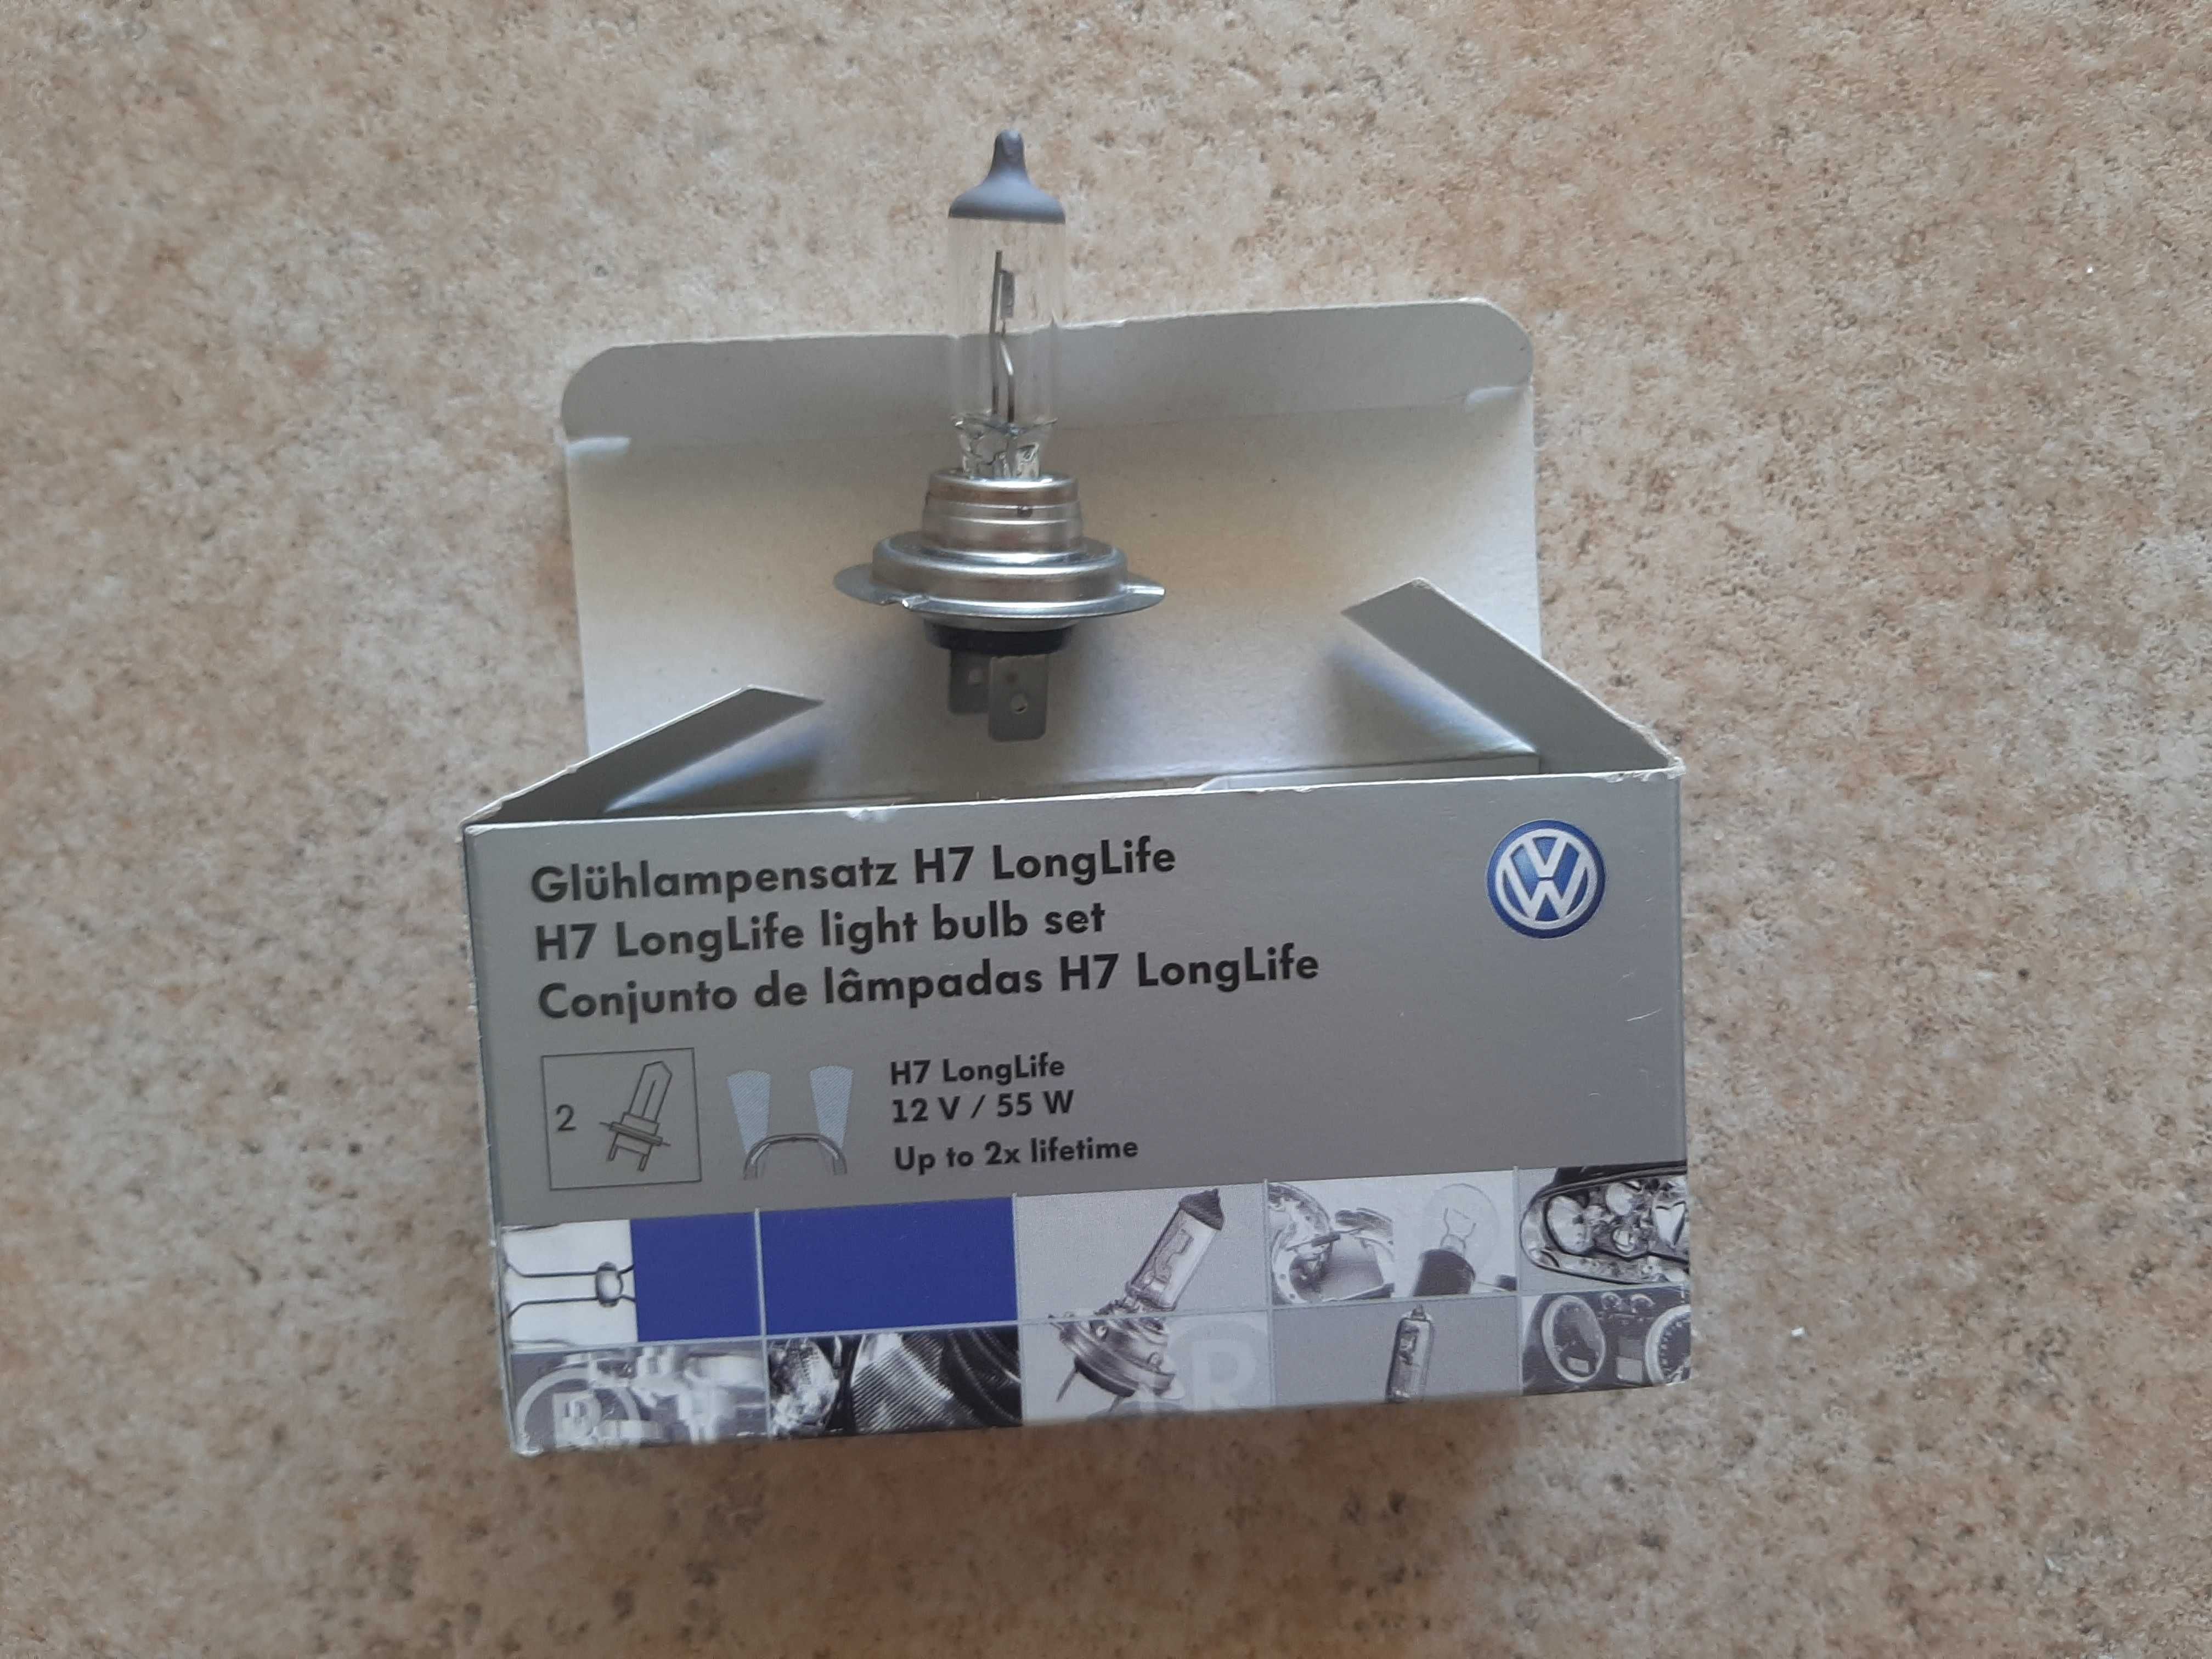 Glühlampensatz H7 LongLife
H7 LongLife light bulb set
Conjunto de lâmpadas H7 LongLife
2
H7 LongLife
12 V / 55 W
Up to 2x lifetime
R